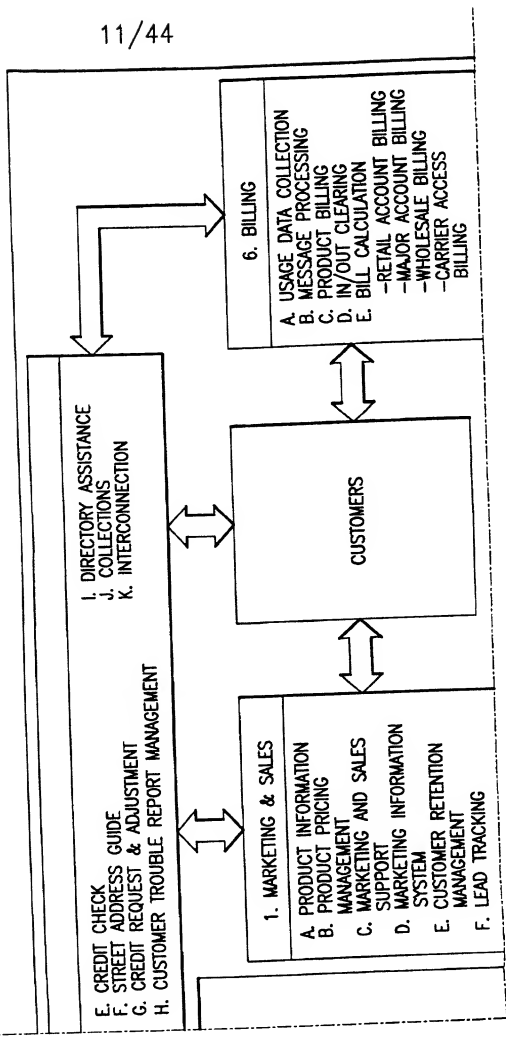 11/44
E. CREDIT CHECK
F. STREET ADDRESS GUIDE
G. CREDIT REQUEST & ADJUSTMENT
H. CUSTOMER TROUBLE REPORT MANAGEMENT
I. DIRECTORY ASSISTANCE
J. COLLECTIONS
K. INTERCONNECTION
1. MARKETING & SALES
A. PRODUCT INFORMATION
B. PRODUCT PRICING
MANAGEMENT
C. MARKETING AND SALES
SUPPORT
D. MARKETING INFORMATION
SYSTEM
E. CUSTOMER RETENTION
MANAGEMENT
F. LEAD TRACKING
CUSTOMERS
6. BILLING
A. USAGE DATA COLLECTION
B. MESSAGE PROCESSING
C. PRODUCT BILLING
D. IN/OUT CLEARING
E. BILL CALCULATION
-RETAIL ACCOUNT BILLING
-MAJOR ACCOUNT BILLING
-WHOLESALE BILLING
-CARRIER ACCESS
BILLING